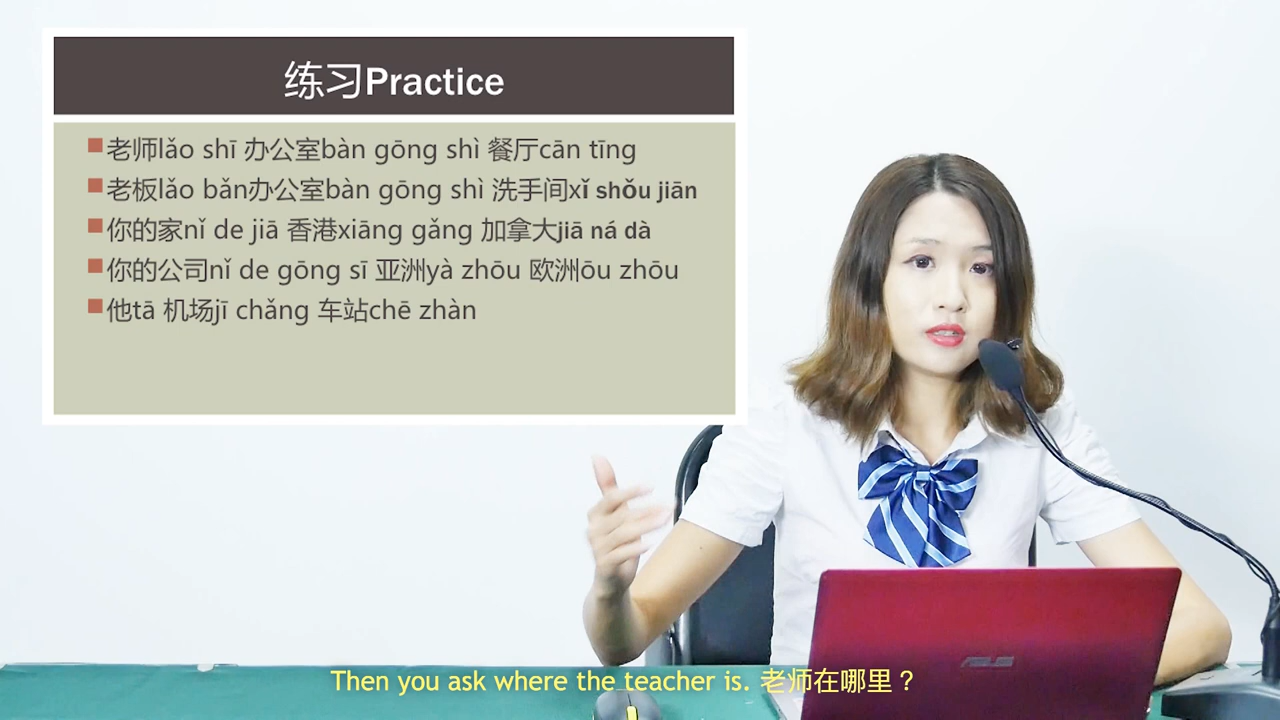 练习Practice
老师lǎo shī 办公室bàn gōng shì 餐厅cān tīng
老板lǎo bǎn办公室bàn gōng shì 洗手间xǐ shǒu jiān
你的家nǐ de jiā 香港xiāng gǎng 加拿大jiā ná dà
你的公司nǐ de gōng sī 亚洲yà zhōu 欧洲ōu zhōu
他tā 机场jī chǎng 车站chē zhàn
ASUS
Then you ask where the teacher is. 老师在哪里？